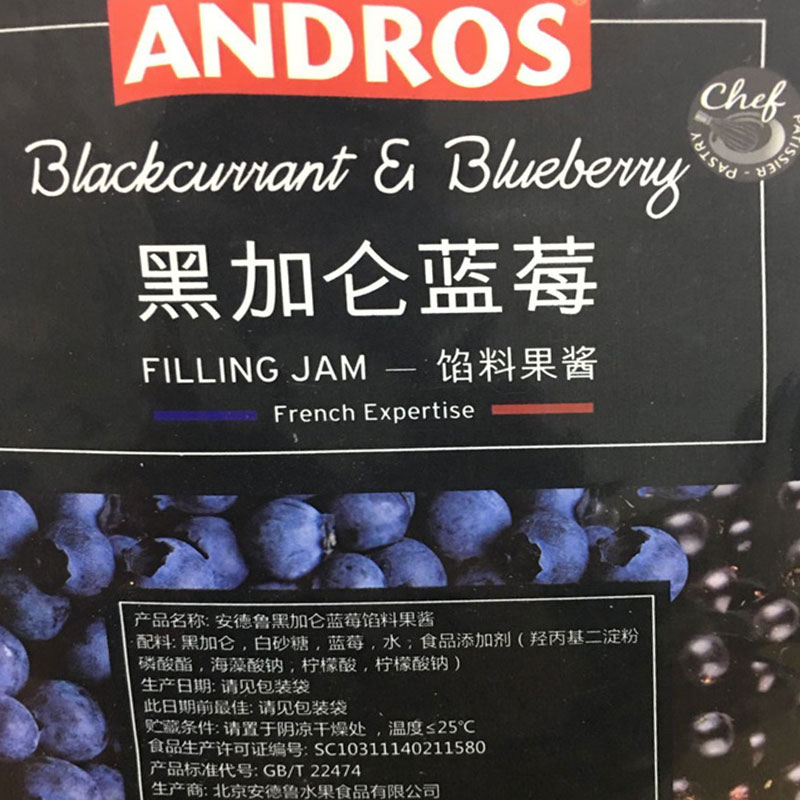 ANDROS
Chef
PATISSIER - PASTRY
Blackcurrant & Blueberry
黑加仑蓝莓
FILLING JAM — 馅料果酱
French Expertise
产品名称: 安德鲁黑加仑蓝莓馅料果酱
配料: 黑加仑，白砂糖，蓝莓，水；食品添加剂（羟丙基二淀粉
磷酸酯，海藻酸钠；柠檬酸，柠檬酸钠）
生产日期: 请见包装袋
此日期前最佳: 请见包装袋
贮藏条件: 请置于阴凉干燥处，温度≤25℃
食品生产许可证编号: SC10311140211580
产品标准代号: GB/T 22474
生产商: 北京安德鲁水果食品有限公司